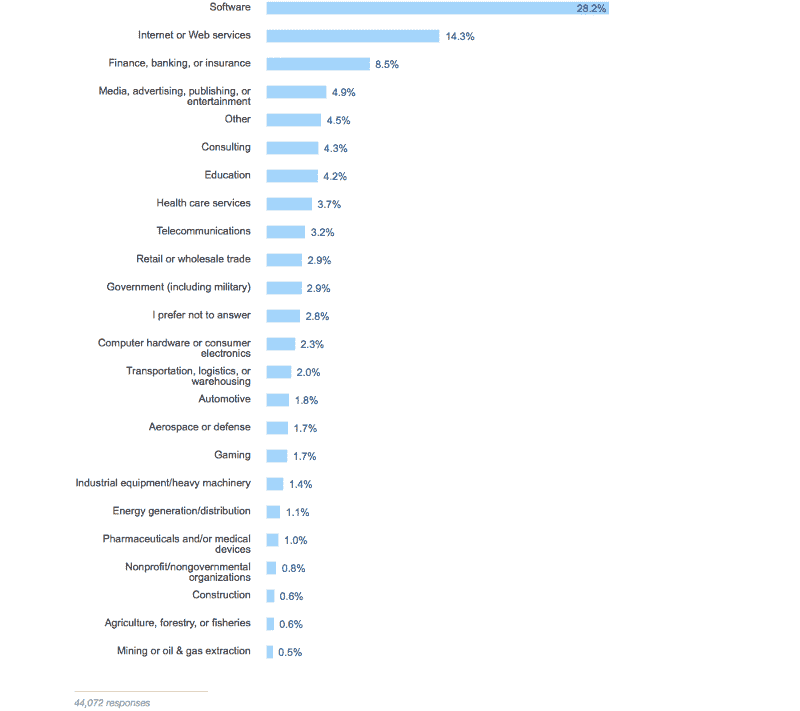 Software 28.2%
Internet or Web services 14.3%
Finance, banking, or insurance 8.5%
Media, advertising, publishing, or
entertainment 4.9%
Other 4.5%
Consulting 4.3%
Education 4.2%
Health care services 3.7%
Telecommunications 3.2%
Retail or wholesale trade 2.9%
Government (including military) 2.9%
I prefer not to answer 2.8%
Computer hardware or consumer
electronics 2.3%
Transportation, logistics, or
warehousing 2.0%
Automotive 1.8%
Aerospace or defense 1.7%
Gaming 1.7%
Industrial equipment/heavy machinery 1.4%
Energy generation/distribution 1.1%
Pharmaceuticals and/or medical
devices 1.0%
Nonprofit/nongovernmental
organizations 0.8%
Construction 0.6%
Agriculture, forestry, or fisheries 0.6%
Mining or oil & gas extraction 0.5%
44,072 responses